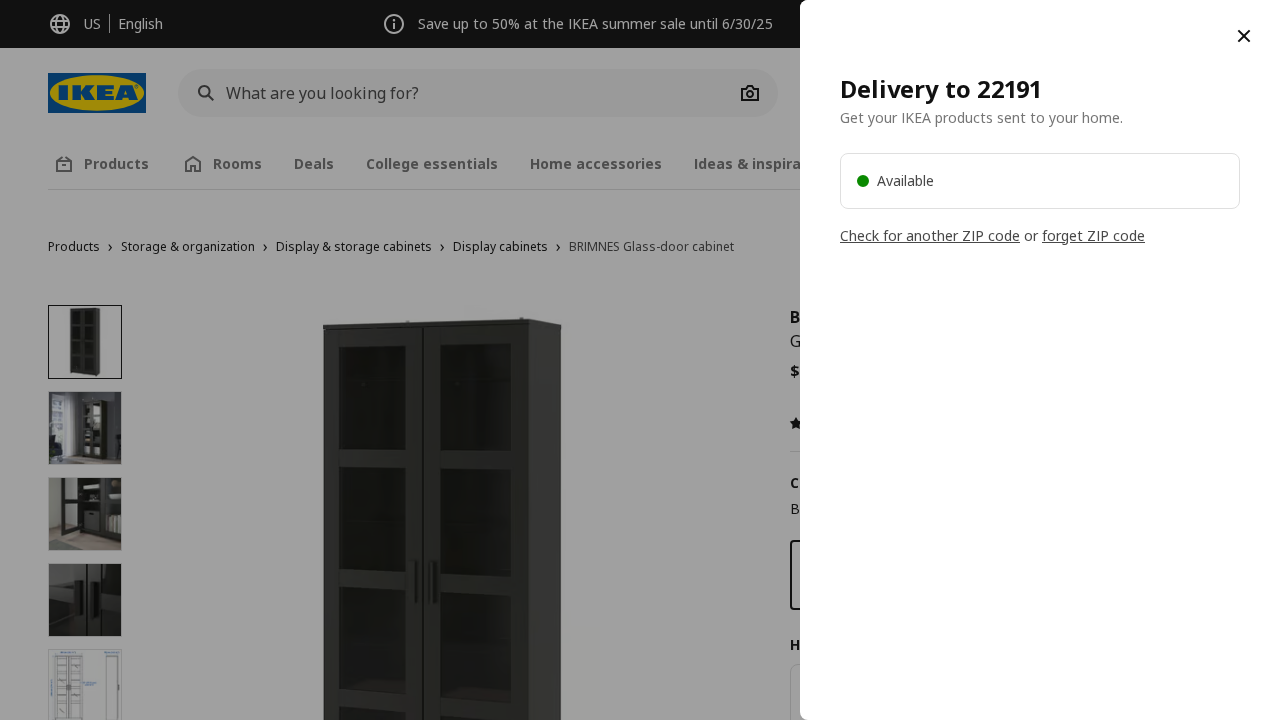 US English
Save up to 50% at the IKEA summer sale until 6/30/25
IKEA
What are you looking for?
Products
Rooms
Deals
College essentials
Home accessories
Ideas & inspira
Products › Storage & organization › Display & storage cabinets › Display cabinets › BRIMNES Glass-door cabinet
B
G
$
C
B
H
Delivery to 22191
Get your IKEA products sent to your home.
Available
Check for another ZIP code or forget ZIP code